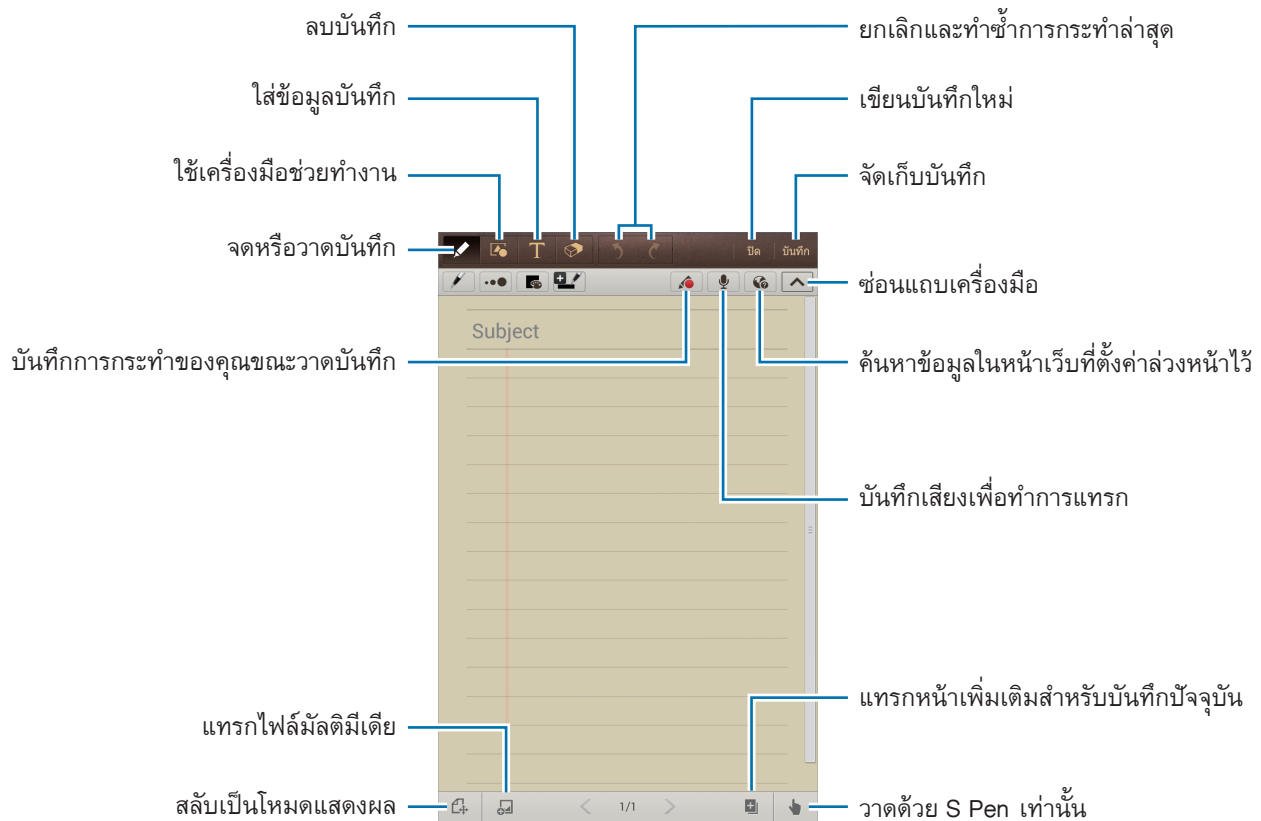 ลบบันทึก
ยกเลิกและทำซ้ำการกระทำล่าสุด
ใส่ข้อมูลบันทึก
เขียนบันทึกใหม่
ใช้เครื่องมือช่วยทำงาน
จัดเก็บบันทึก
จดหรือวาดบันทึก
T
ปิด
บันทึก
ซ่อนแถบเครื่องมือ
Subject
บันทึกการกระทำของคุณขณะวาดบันทึก
ค้นหาข้อมูลในหน้าเว็บที่ตั้งค่าล่วงหน้าไว้
บันทึกเสียงเพื่อทำการแทรก
แทรกหน้าเพิ่มเติมสำหรับบันทึกปัจจุบัน
แทรกไฟล์มัลติมีเดีย
สลับเป็นโหมดแสดงผล
1/1
วาดด้วย S Pen เท่านั้น